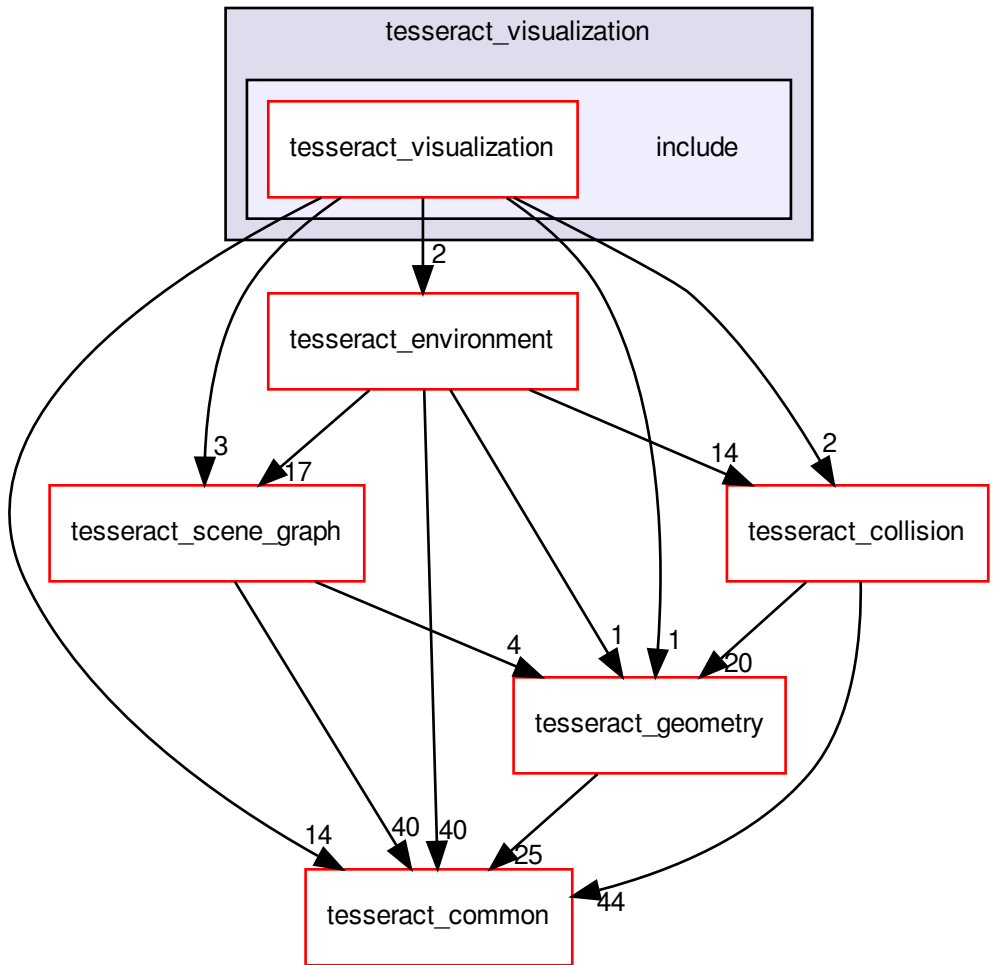 tesseract_visualization
tesseract_visualization
include
2
tesseract_environment
3
17
14
2
tesseract_scene_graph
tesseract_collision
4
1
1
20
tesseract_geometry
14
40
40
25
44
tesseract_common